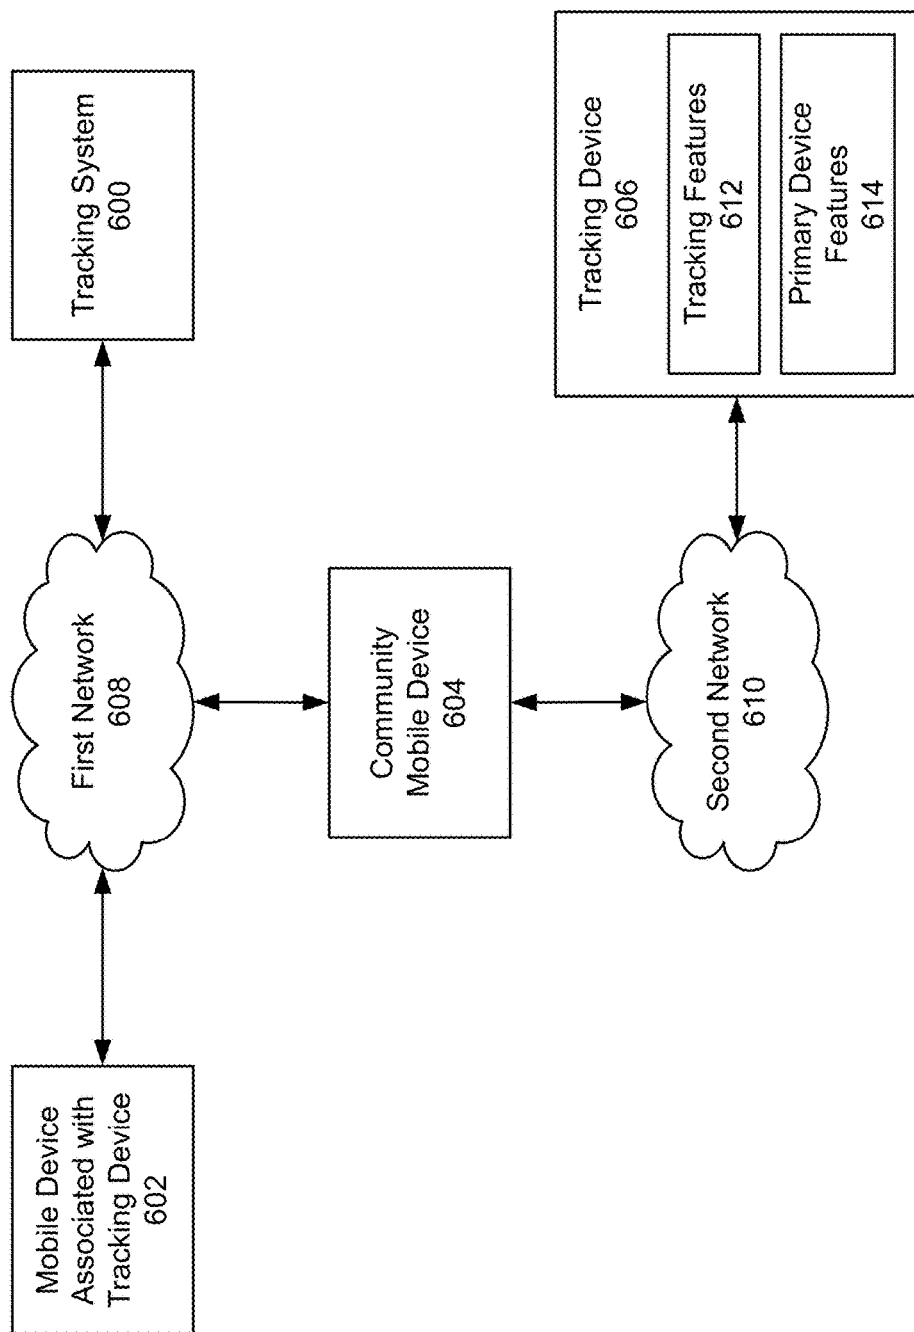 Mobile Device
Associated with
Tracking Device
602
First Network
608
Tracking System
600
Community
Mobile Device
604
Second Network
610
Tracking Device
606
Tracking Features
612
Primary Device
Features
614